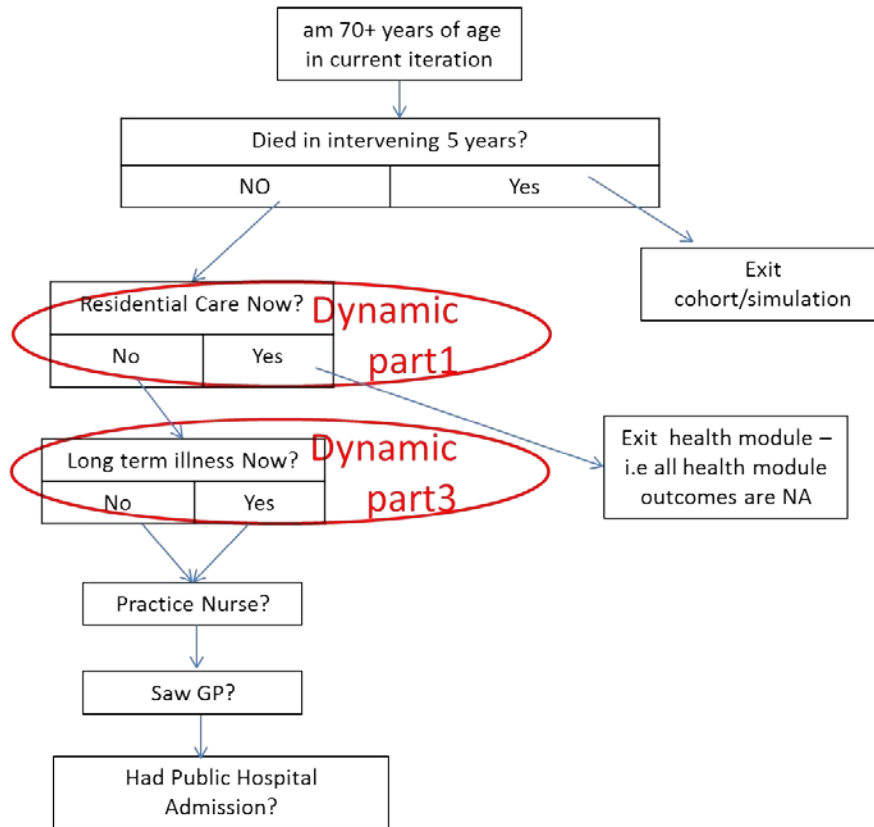 am 70+ years of age
in current iteration
Died in intervening 5 years?
NO
Yes
Exit
cohort/simulation
Residential Care Now?
No
Yes
Dynamic
part1
Exit health module –
i.e all health module
outcomes are NA
Long term illness Now?
No
Yes
Dynamic
part3
Practice Nurse?
Saw GP?
Had Public Hospital
Admission?